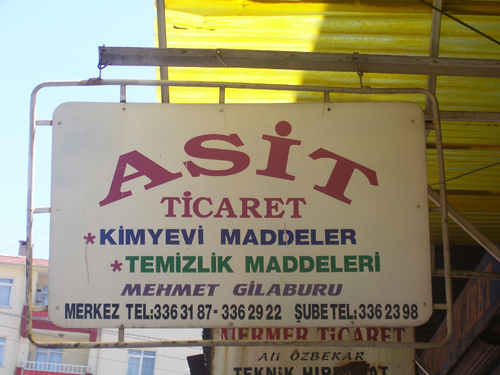 ASİT
TİCARET
*KİMYEVİ MADDELER
*TEMİZLİK MADDELERİ
MEHMET GİLABURU
MERKEZ TEL:336 31 87- 336 29 22 ŞUBE TEL: 336 23 98
MERMER TİCARET
Ali ÖZBEKAR
TEKNİK